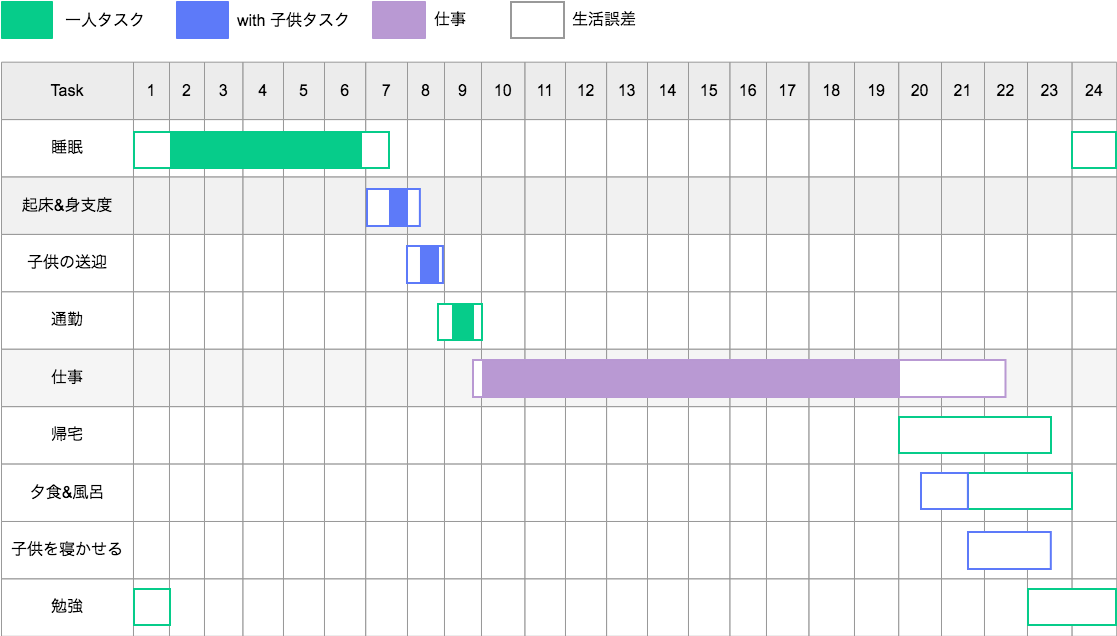 一人タスク with 子供タスク 仕事 生活誤差
Task 1 2 3 4 5 6 7 8 9 10 11 12 13 14 15 16 17 18 19 20 21 22 23 24
睡眠
起床&身支度
子供の送迎
通勤
仕事
帰宅
夕食&風呂
子供を寝かせる
勉強